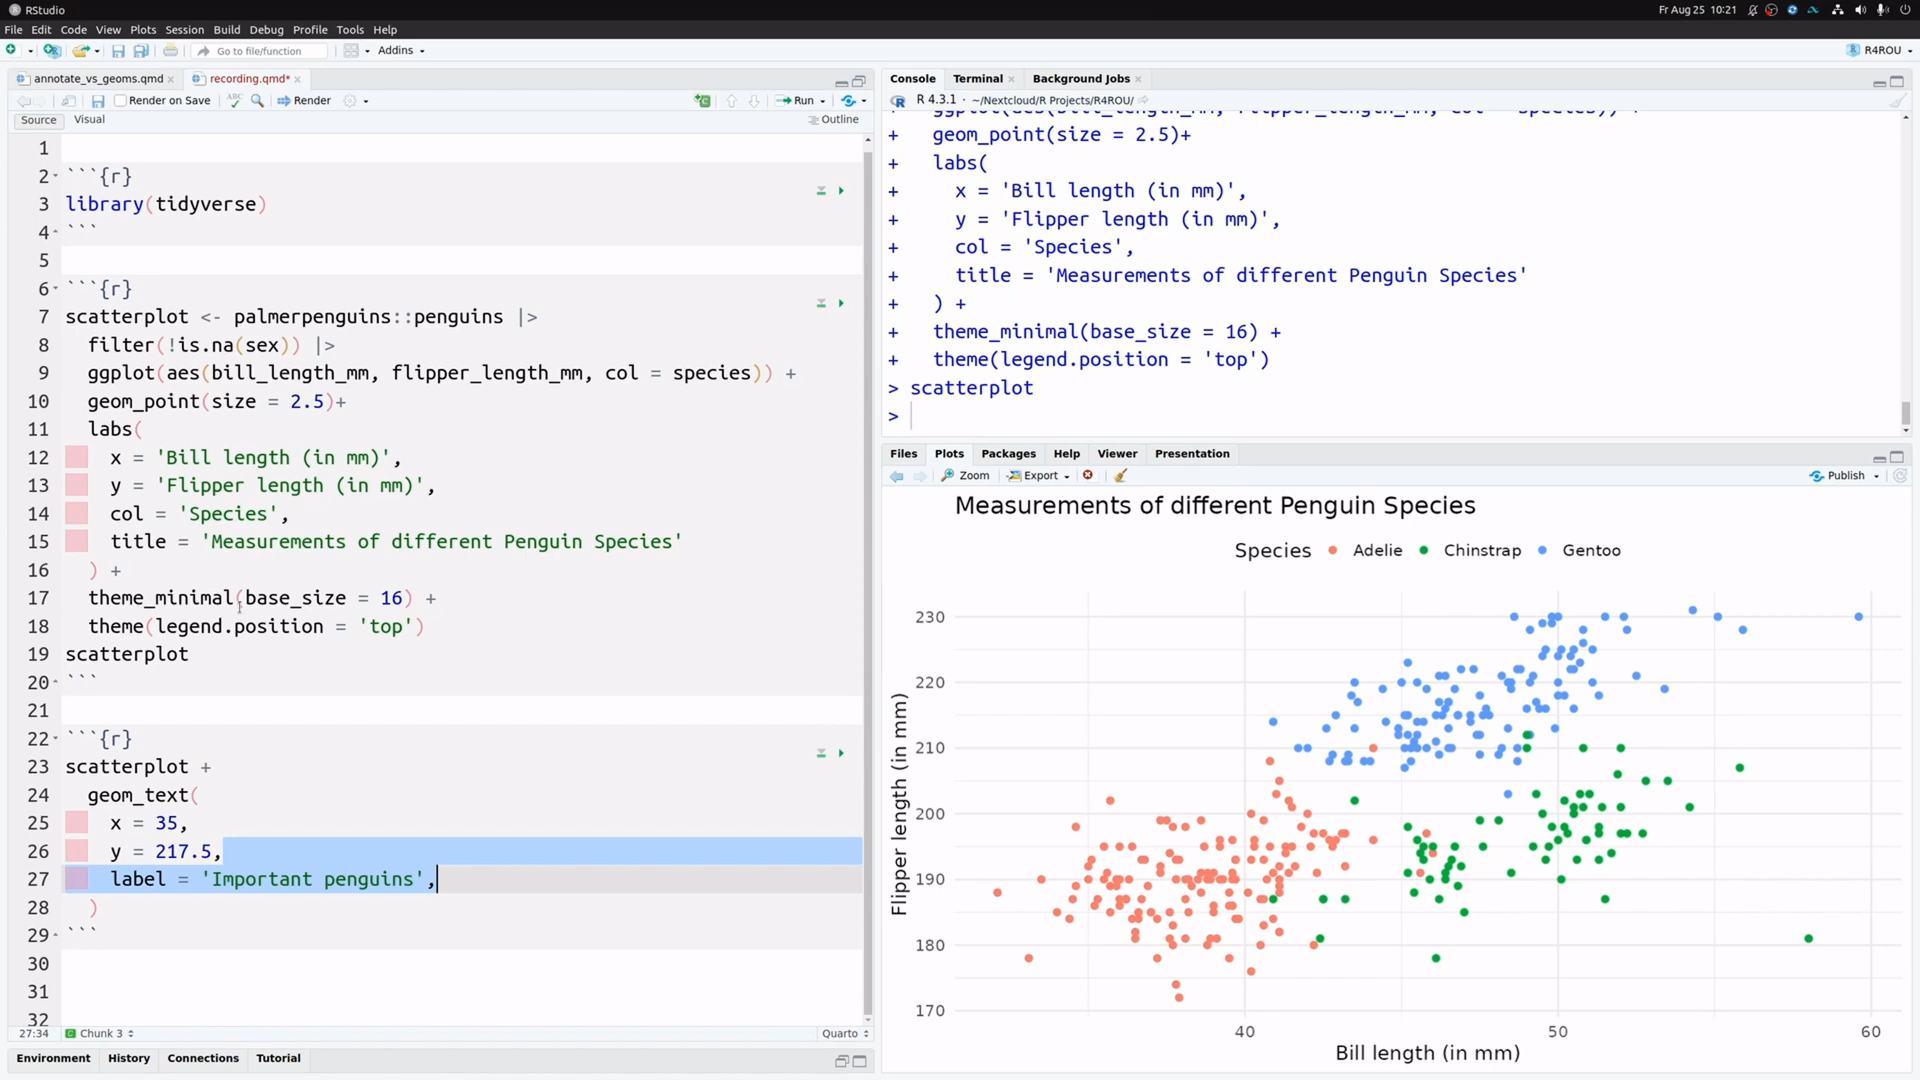 RStudio
Fr Aug 25 10:21
File Edit Code View Plots Session Build Debug Profile Tools Help
Go to file/function
Addins
R4ROU
annotate_vs_geoms.qmd
recording.qmd*
Render on Save
Render
Run
Source
Visual
Outline
1
2 ```{r}
3 library(tidyverse)
4 ```
5
6 ```{r}
7 scatterplot <- palmerpenguins::penguins |>
8 filter(!is.na(sex)) |>
9 ggplot(aes(bill_length_mm, flipper_length_mm, col = species)) +
10 geom_point(size = 2.5)+
11 labs(
12 x = 'Bill length (in mm)',
13 y = 'Flipper length (in mm)',
14 col = 'Species',
15 title = 'Measurements of different Penguin Species'
16 ) +
17 theme_minimal(base_size = 16) +
18 theme(legend.position = 'top')
19 scatterplot
20 ```
21
22 ```{r}
23 scatterplot +
24 geom_text(
25 x = 35,
26 y = 217.5,
27 label = 'Important penguins',
28 )
29 ```
30
31
32
27:34
Chunk 3
Quarto
Environment History Connections Tutorial
Console Terminal Background Jobs
R 4.3.1 · ~/Nextcloud/R Projects/R4ROU/
+ ggplot(aes(bill_length_mm, flipper_length_mm, col = species)) +
+ geom_point(size = 2.5)+
+ labs(
+ x = 'Bill length (in mm)',
+ y = 'Flipper length (in mm)',
+ col = 'Species',
+ title = 'Measurements of different Penguin Species'
+ ) +
+ theme_minimal(base_size = 16) +
+ theme(legend.position = 'top')
> scatterplot
>
Files Plots Packages Help Viewer Presentation
Zoom
Export
Publish
Measurements of different Penguin Species
Species Adelie Chinstrap Gentoo
230
220
210
200
190
180
170
Flipper length (in mm)
40 50 60
Bill length (in mm)